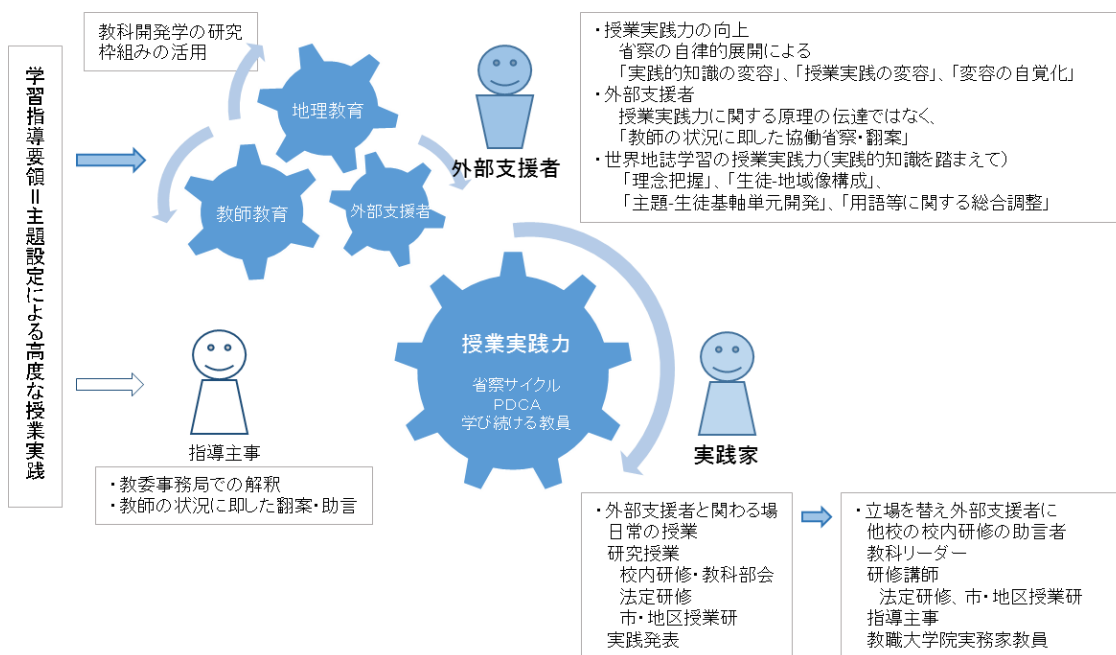 学習指導要領＝主題設定による高度な授業実践
教科開発学の研究
枠組みの活用
地理教育
教師教育
外部支援者
外部支援者
・授業実践力の向上
省察の自律的展開による
「実践的知識の変容」、「授業実践の変容」、「変容の自覚化」
・外部支援者
授業実践力に関する原理の伝達ではなく、
「教師の状況に即した協働省察・翻案」
・世界地誌学習の授業実践力（実践的知識を踏まえて）
「理念把握」、「生徒-地域像構成」、
「主題-生徒基軸単元開発」、「用語等に関する総合調整」
授業実践力
省察サイクル
PDCA
学び続ける教員
指導主事
・教委事務局での解釈
・教師の状況に即した翻案・助言
実践家
・外部支援者と関わる場
日常の授業
研究授業
校内研修・教科部会
法定研修
市・地区授業研
実践発表
・立場を替え外部支援者に
他校の校内研修の助言者
教科リーダー
研修講師
法定研修、市・地区授業研
指導主事
教職大学院実務家教員